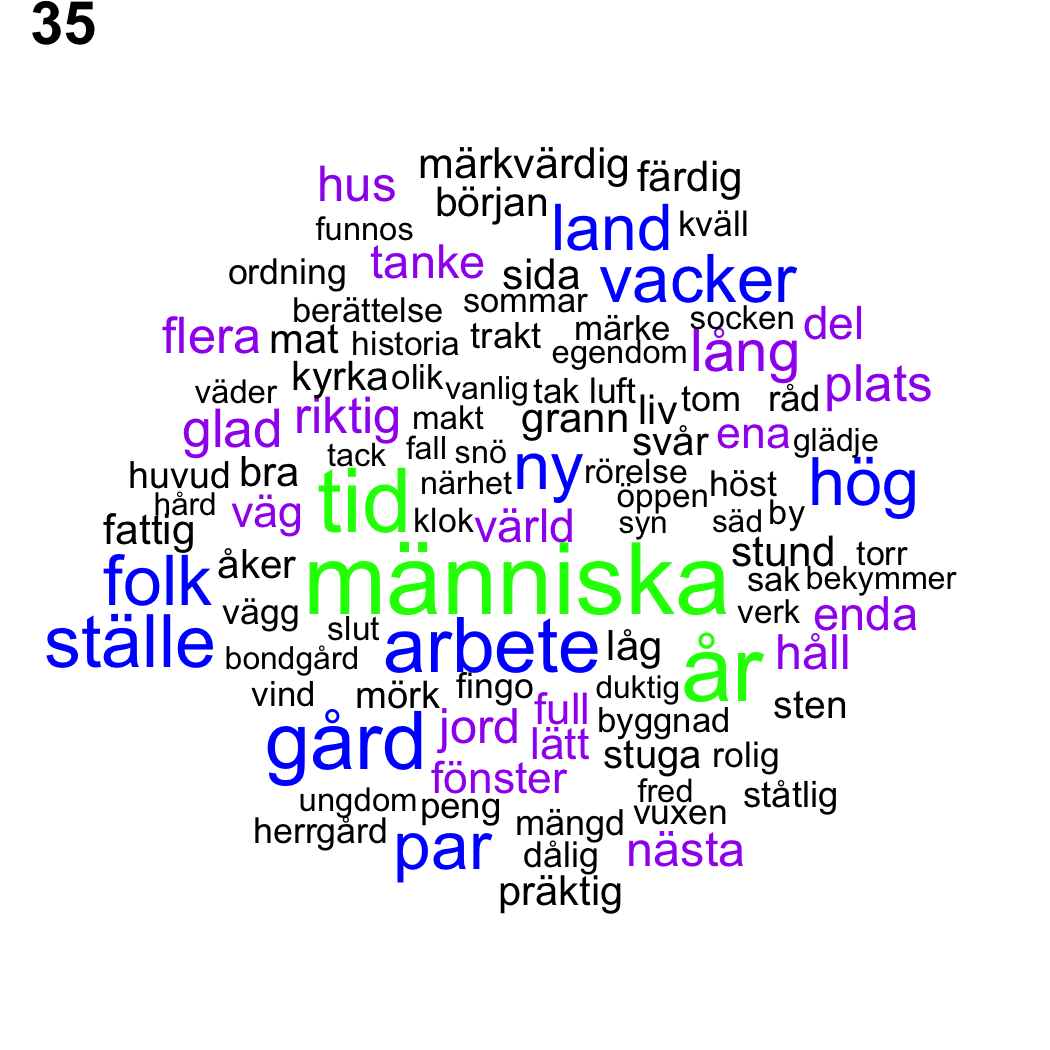 35
hus märkvärdig färdig
början
funnos land kväll
ordning tanke sida vacker
berättelse sommar
flera mat historia trakt märke socken del
egendom lång
väder kyrka olik vanlig tak luft liv tom råd plats
glad riktig makt grann svår ena glädje
tack fall snö
huvud bra tid närhet ny rörelse öppen höst hög
hård väg klok värld syn säd by
fattig
folk åker människa stund torr
sak bekymmer
vägg verk enda
ställe slut arbete låg år håll
bondgård
vind mörk fingo duktig sten
gård jord full byggnad
lätt stuga rolig
fönster
ungdom peng fred ståtlig
herrgård par mängd vuxen
dålig nästa
präktig